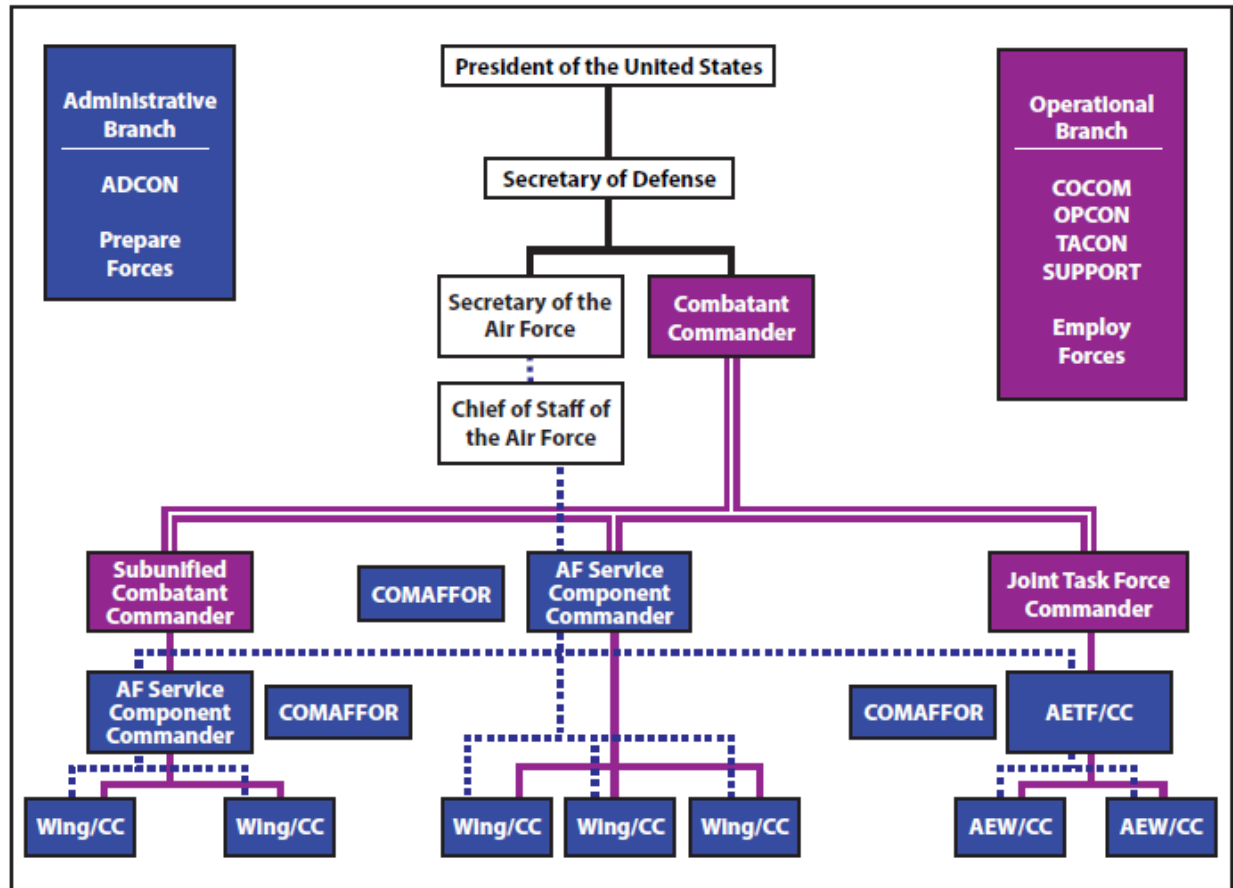 President of the United States
Administrative
Branch
ADCON
Prepare
Forces
Operational
Branch
COCOM
OPCON
TACON
SUPPORT
Employ
Forces
Secretary of Defense
Secretary of the
Air Force
Combatant
Commander
Chief of Staff of
the Air Force
Subunified
Combatant
Commander
COMAFFOR
AF Service
Component
Commander
Joint Task Force
Commander
AF Service
Component
Commander
COMAFFOR
COMAFFOR
AETF/CC
Wing/CC
Wing/CC
Wing/CC
Wing/CC
Wing/CC
AEW/CC
AEW/CC